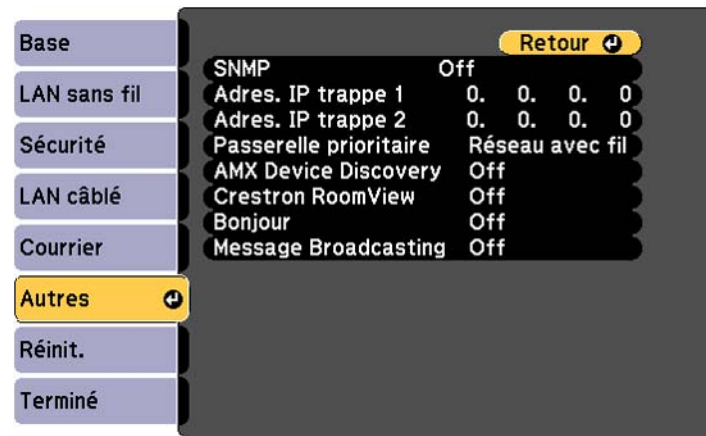 Base
LAN sans fil
Sécurité
LAN câblé
Courrier
Autres
Réinit.
Terminé
Retour
SNMP Off
Adres. IP trappe 1 0. 0. 0. 0
Adres. IP trappe 2 0. 0. 0. 0
Passerelle prioritaire Réseau avec fil
AMX Device Discovery Off
Crestron RoomView Off
Bonjour Off
Message Broadcasting Off